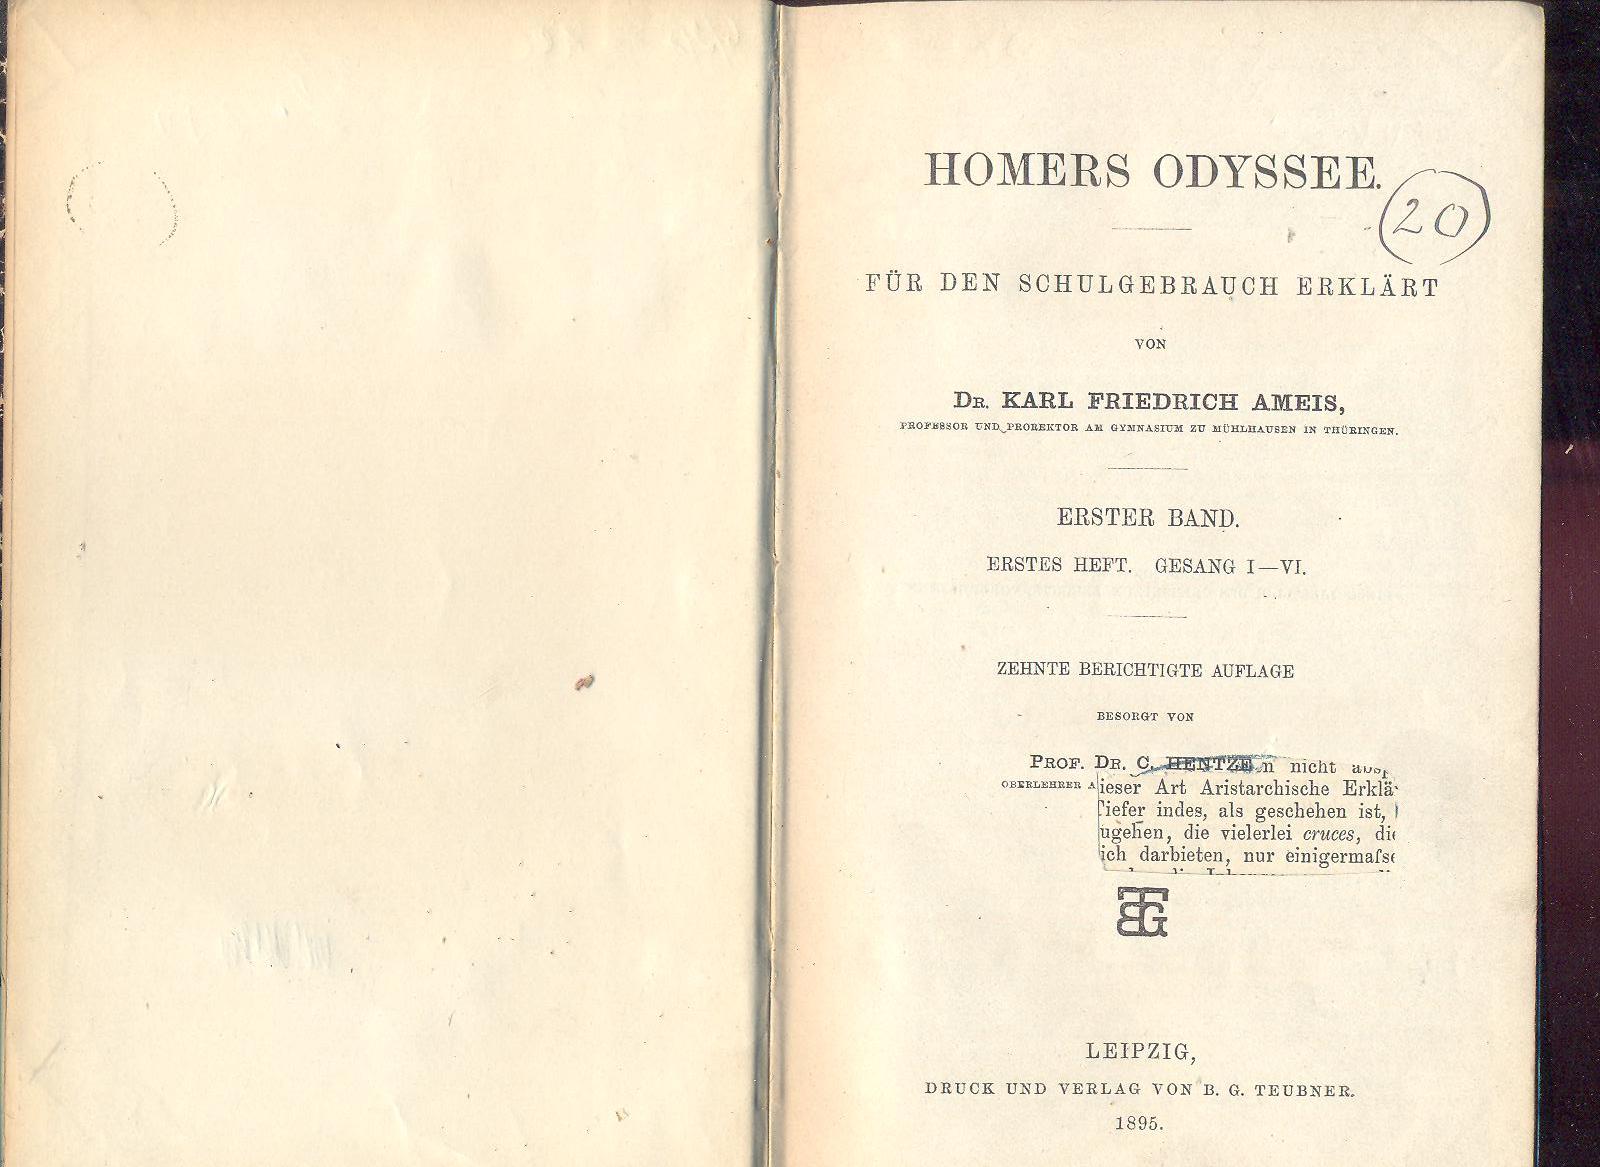 HOMERS ODYSSEE.
20
FÜR DEN SCHULGEBRAUCH ERKLÄRT
VON
DR. KARL FRIEDRICH AMEIS,
PROFESSOR UND PROREKTOR AM GYMNASIUM ZU MÜHLHAUSEN IN THÜRINGEN.
ERSTER BAND.
ERSTES HEFT. GESANG I—VI.
ZEHNTE BERICHTIGTE AUFLAGE
BESORGT VON
PROF. DR. C. HENTZE
n nicht
OBERLEHRER A
ieser Art Aristarchische Erklä
iefer indes, als geschehen ist,
ugehen, die vielerlei cruces, di
ich darbieten, nur einigermaſs
BTG
LEIPZIG,
DRUCK UND VERLAG VON B. G. TEUBNER.
1895.